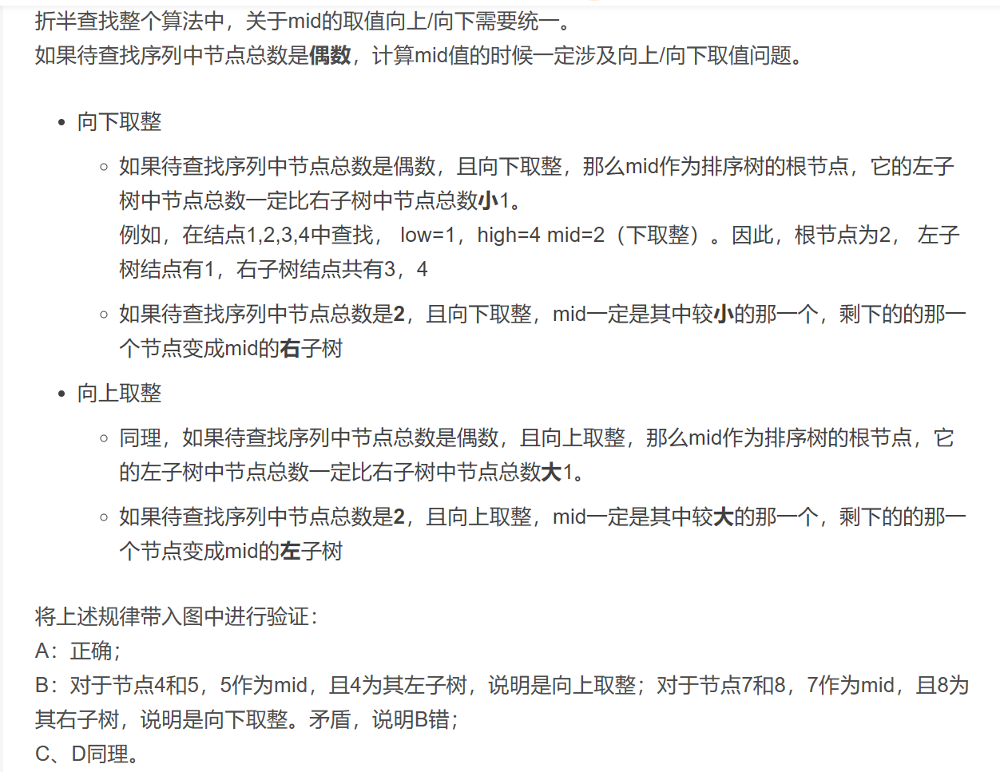 折半查找整个算法中，关于mid的取值向上/向下需要统一。
如果待查找序列中节点总数是偶数，计算mid值的时候一定涉及向上/向下取值问题。
• 向下取整
○ 如果待查找序列中节点总数是偶数，且向下取整，那么mid作为排序树的根节点，它的左子
树中节点总数一定比右子树中节点总数小1。
例如，在结点1,2,3,4中查找， low=1，high=4 mid=2（下取整）。因此，根节点为2， 左子
树结点有1，右子树结点共有3，4
○ 如果待查找序列中节点总数是2，且向下取整，mid一定是其中较小的那一个，剩下的的那一
个节点变成mid的右子树
• 向上取整
○ 同理，如果待查找序列中节点总数是偶数，且向上取整，那么mid作为排序树的根节点，它
的左子树中节点总数一定比右子树中节点总数大1。
○ 如果待查找序列中节点总数是2，且向上取整，mid一定是其中较大的那一个，剩下的的那一
个节点变成mid的左子树
将上述规律带入图中进行验证：
A：正确；
B：对于节点4和5，5作为mid，且4为其左子树，说明是向上取整；对于节点7和8，7作为mid，且8为
其右子树，说明是向下取整。矛盾，说明B错；
C、D同理。